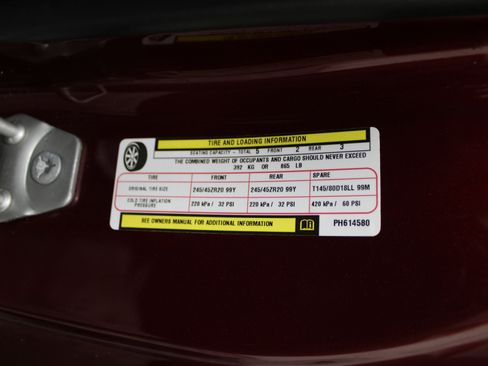 TIRE AND LOADING INFORMATION
SEATING CAPACITY - TOTAL 5 FRONT 2 REAR 3
THE COMBINED WEIGHT OF OCCUPANTS AND CARGO SHOULD NEVER EXCEED
392 KG OR 865 LB
TIRE FRONT REAR SPARE
ORIGINAL TIRE SIZE 245/45ZR20 99Y 245/45ZR20 99Y T145/80D18LL 99M
COLD TIRE INFLATION PRESSURE 220 kPa / 32 PSI 220 kPa / 32 PSI 420 kPa / 60 PSI
SEE OWNERS MANUAL FOR ADDITIONAL INFORMATION PH614580